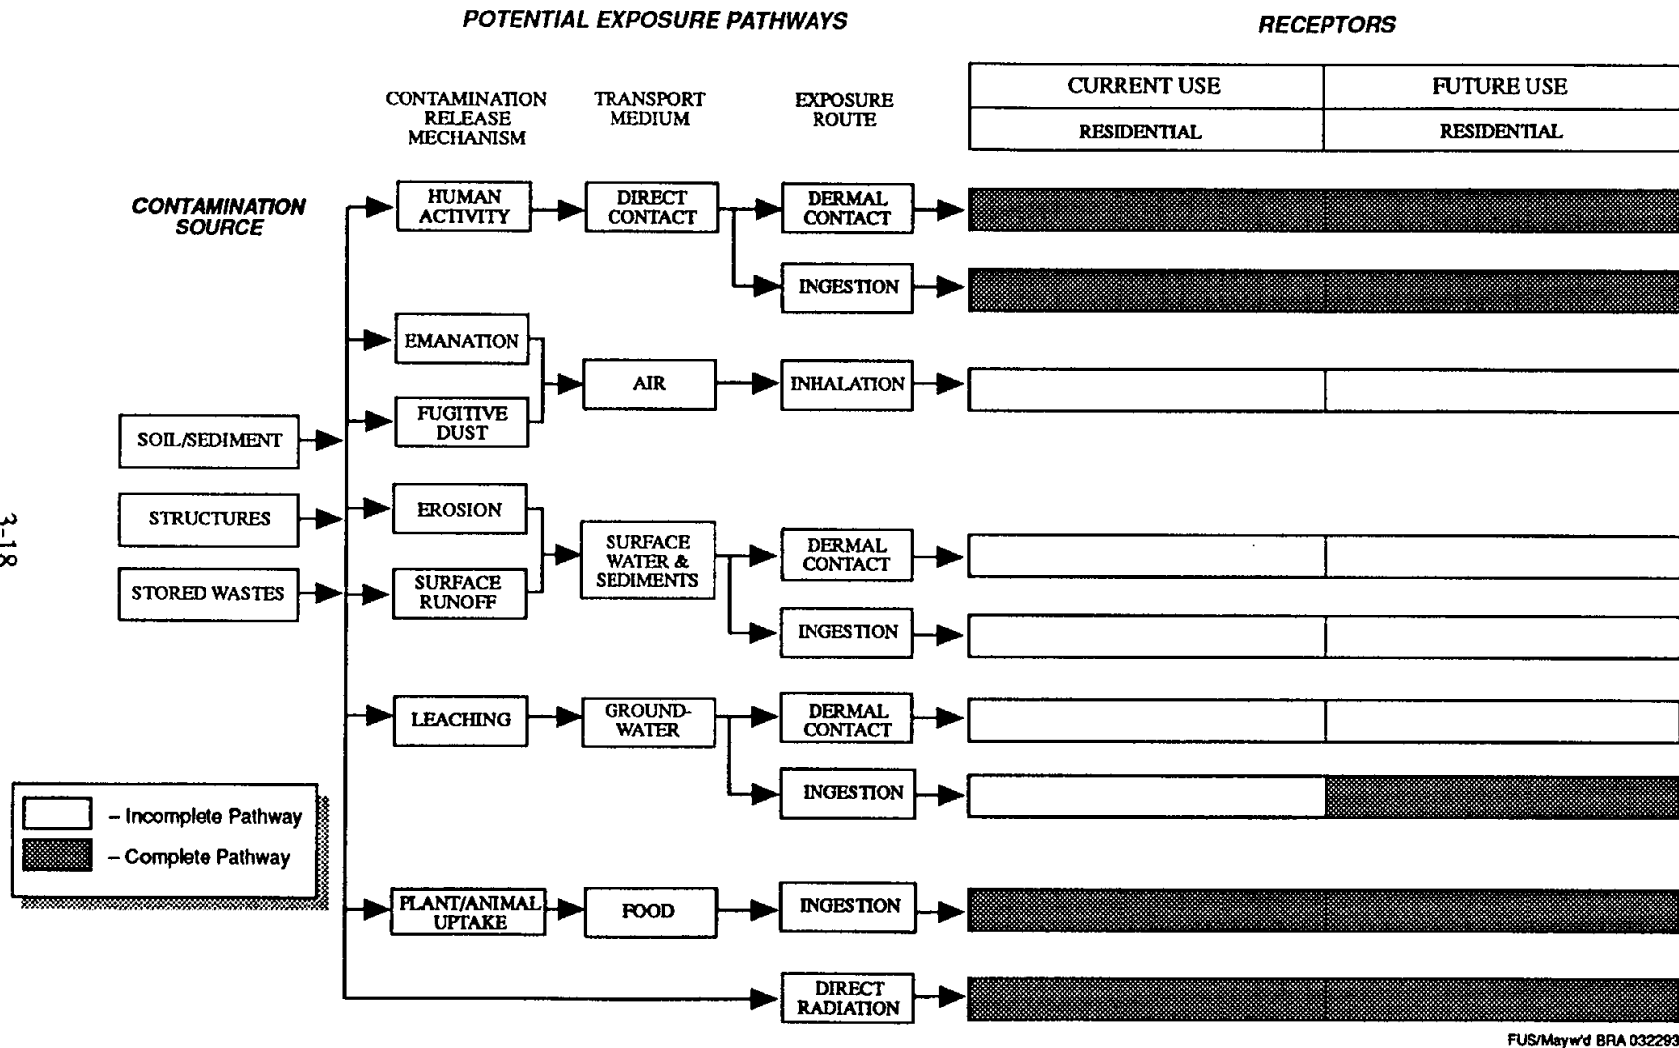 POTENTIAL EXPOSURE PATHWAYS
RECEPTORS
CONTAMINATION
RELEASE
MECHANISM
TRANSPORT
MEDIUM
EXPOSURE
ROUTE
CURRENT USE
FUTURE USE
RESIDENTIAL
RESIDENTIAL
CONTAMINATION
SOURCE
HUMAN
ACTIVITY
DIRECT
CONTACT
DERMAL
CONTACT
INGESTION
EMANATION
AIR
INHALATION
FUGITIVE
DUST
SOIL/SEDIMENT
STRUCTURES
STORED WASTES
EROSION
SURFACE
RUNOFF
SURFACE
WATER &
SEDIMENTS
DERMAL
CONTACT
INGESTION
LEACHING
GROUND-
WATER
DERMAL
CONTACT
INGESTION
– Incomplete Pathway
– Complete Pathway
PLANT/ANIMAL
UPTAKE
FOOD
INGESTION
DIRECT
RADIATION
3-18
FUS/Mayw'd BRA 032293